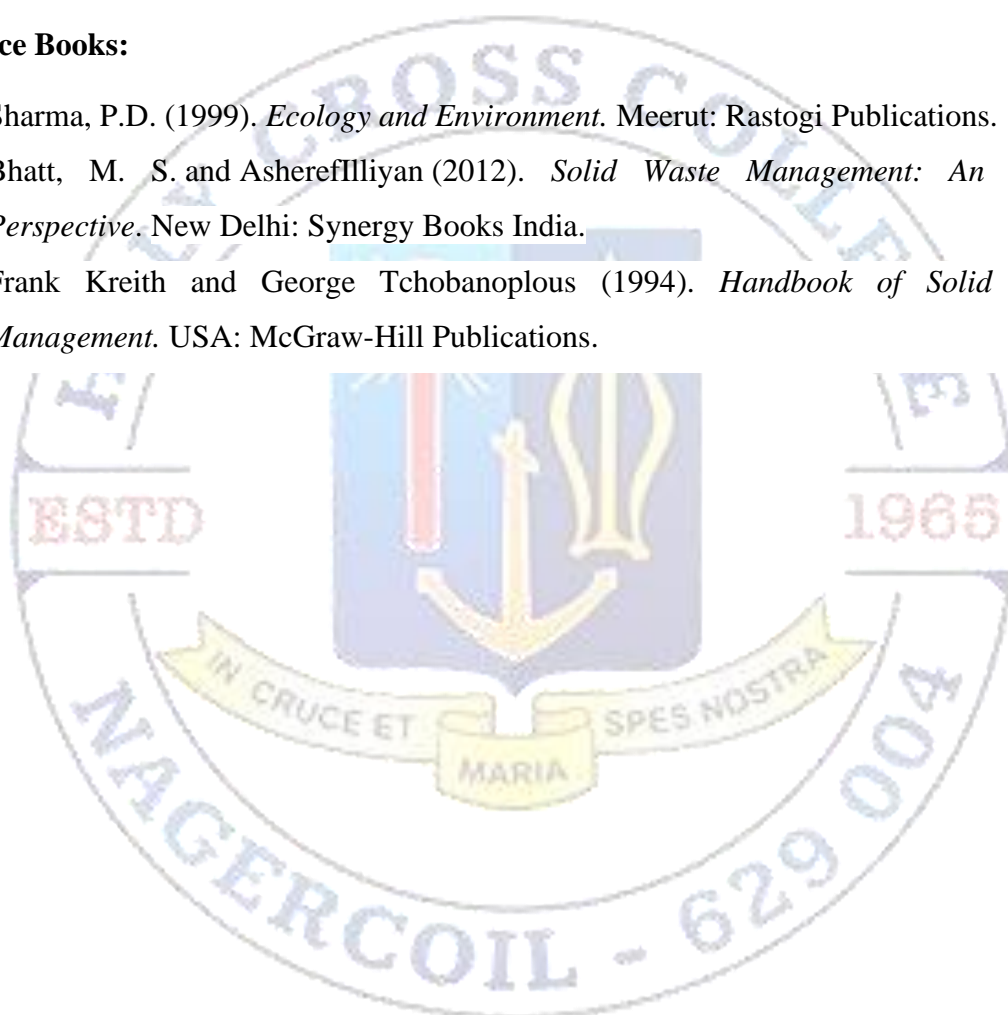 ce Books:
Sharma, P.D. (1999). Ecology and Environment. Meerut: Rastogi Publications.
Bhatt, M. S. and AsherefIlliyan (2012). Solid Waste Management: An
Perspective. New Delhi: Synergy Books India.
Frank Kreith and George Tchobanoplous (1994). Handbook of Solid
Management. USA: McGraw-Hill Publications.
CROSS COLLE
E
ESTD
1965
IN CRUCE ET
MARIA
SPES NOSTRA
NAGERCOIL - 629 004